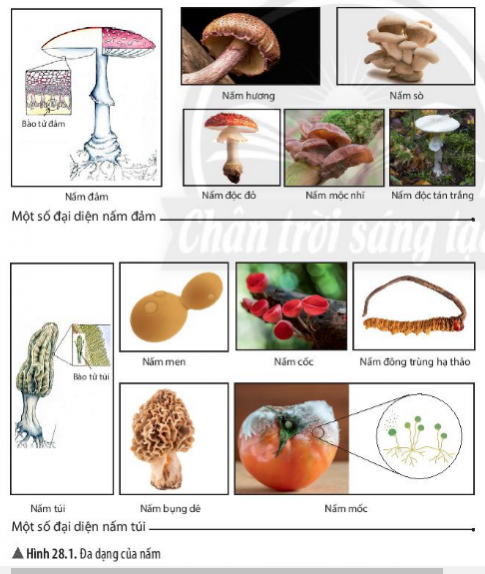 Bào tử đảm
Nấm đảm
Nấm hương
Nấm sò
Nấm độc đỏ
Nấm mộc nhĩ
Nấm độc tán trắng
Một số đại diện nấm đảm
Chân trời sáng tạo
Bào tử túi
Nấm túi
Nấm men
Nấm cốc
Nấm đông trùng hạ thảo
Nấm bụng dê
Nấm mốc
Một số đại diện nấm túi
▲ Hình 28.1. Đa dạng của nấm